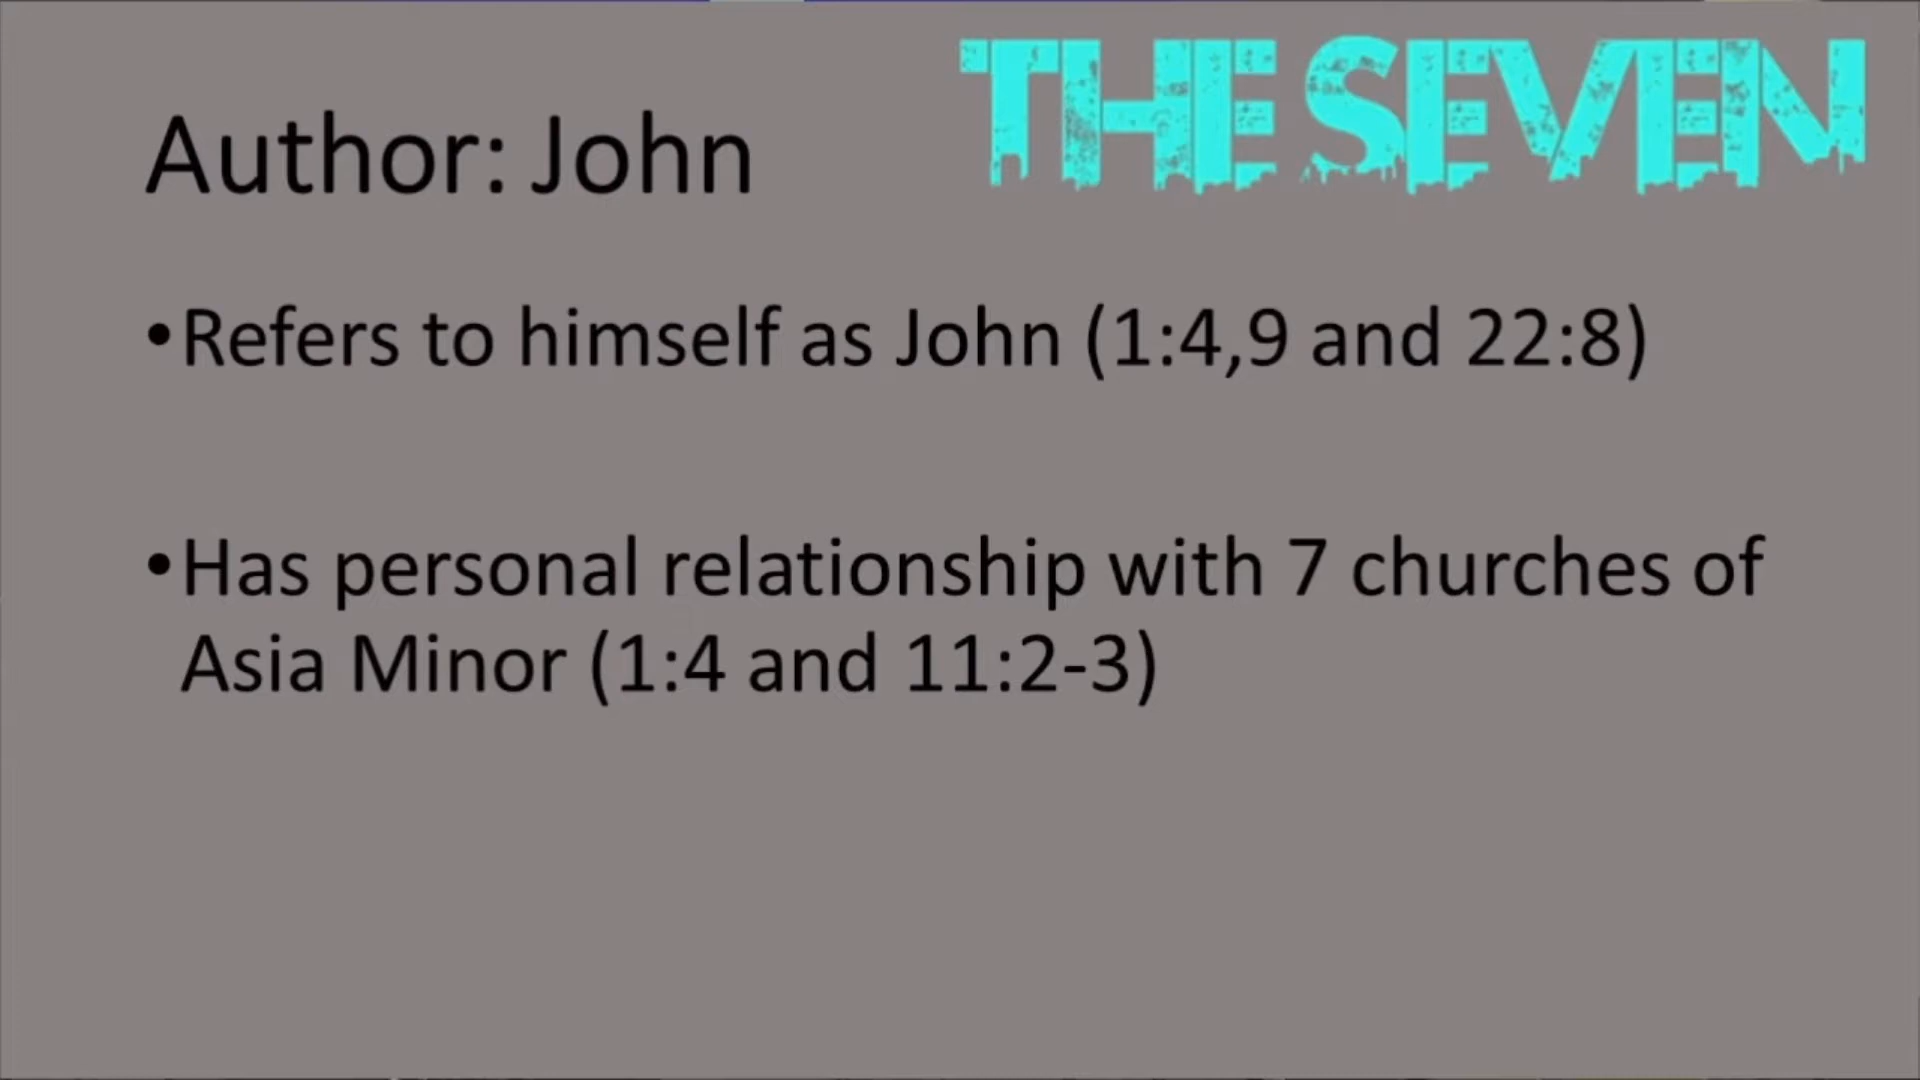 THE SEVEN
Author: John
•Refers to himself as John (1:4,9 and 22:8)
•Has personal relationship with 7 churches of
Asia Minor (1:4 and 11:2-3)